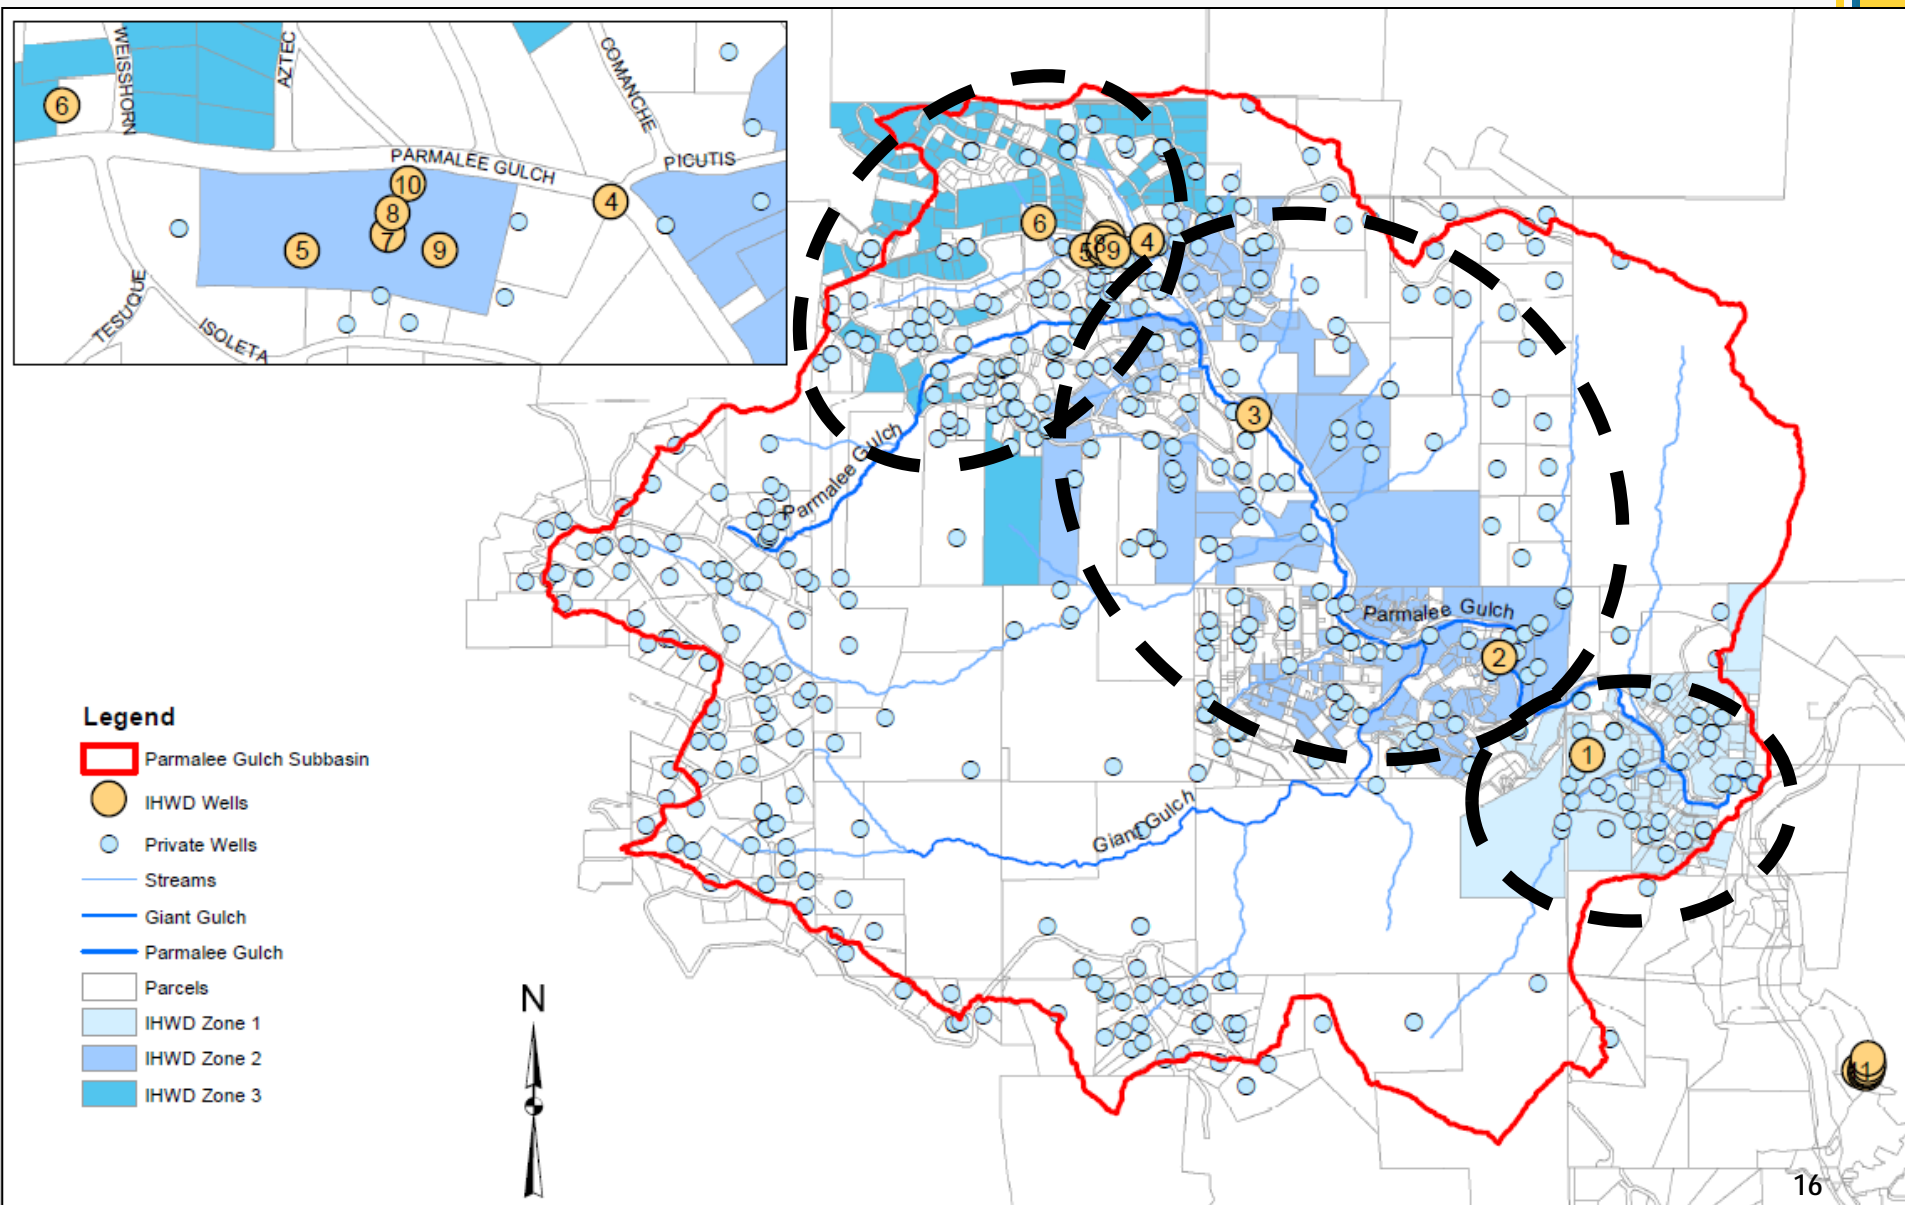 WEISSHORN
AZTEC
COMANCHE
6
PARMALEE GULCH
PICUTIS
10
8
7
5
9
4
TESUQUE
ISOLETA
6
5
8
9
4
3
Parmalee Gulch
Parmalee Gulch
2
1
Giant Gulch
Legend
Parmalee Gulch Subbasin
IHWD Wells
Private Wells
Streams
Giant Gulch
Parmalee Gulch
Parcels
IHWD Zone 1
IHWD Zone 2
IHWD Zone 3
N
11
16